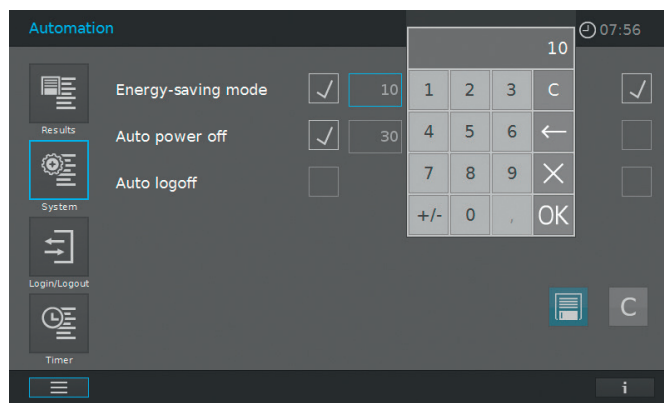 Automation
07:56
10
Results
Energy-saving mode
10
1 2 3 C
Auto power off
30
4 5 6 ←
System
Auto logoff
7 8 9 X
+/- 0 , OK
Login/Logout
C
Timer
i